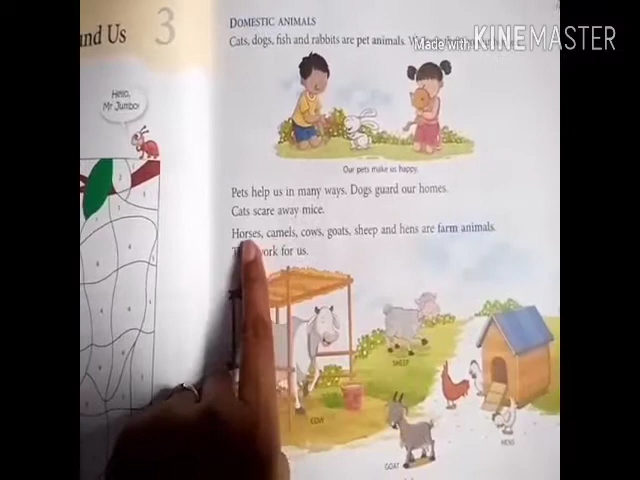 und Us
3
Hello,
Mr Jumbo!
DOMESTIC ANIMALS
Cats, dogs, fish and rabbits are pet animals.
Made with KINEMASTER
Our pets make us happy.
Pets help us in many ways. Dogs guard our homes.
Cats scare away mice.
Horses, camels, cows, goats, sheep and hens are farm animals.
work for us.
SHEEP
COW
GOAT
HENS